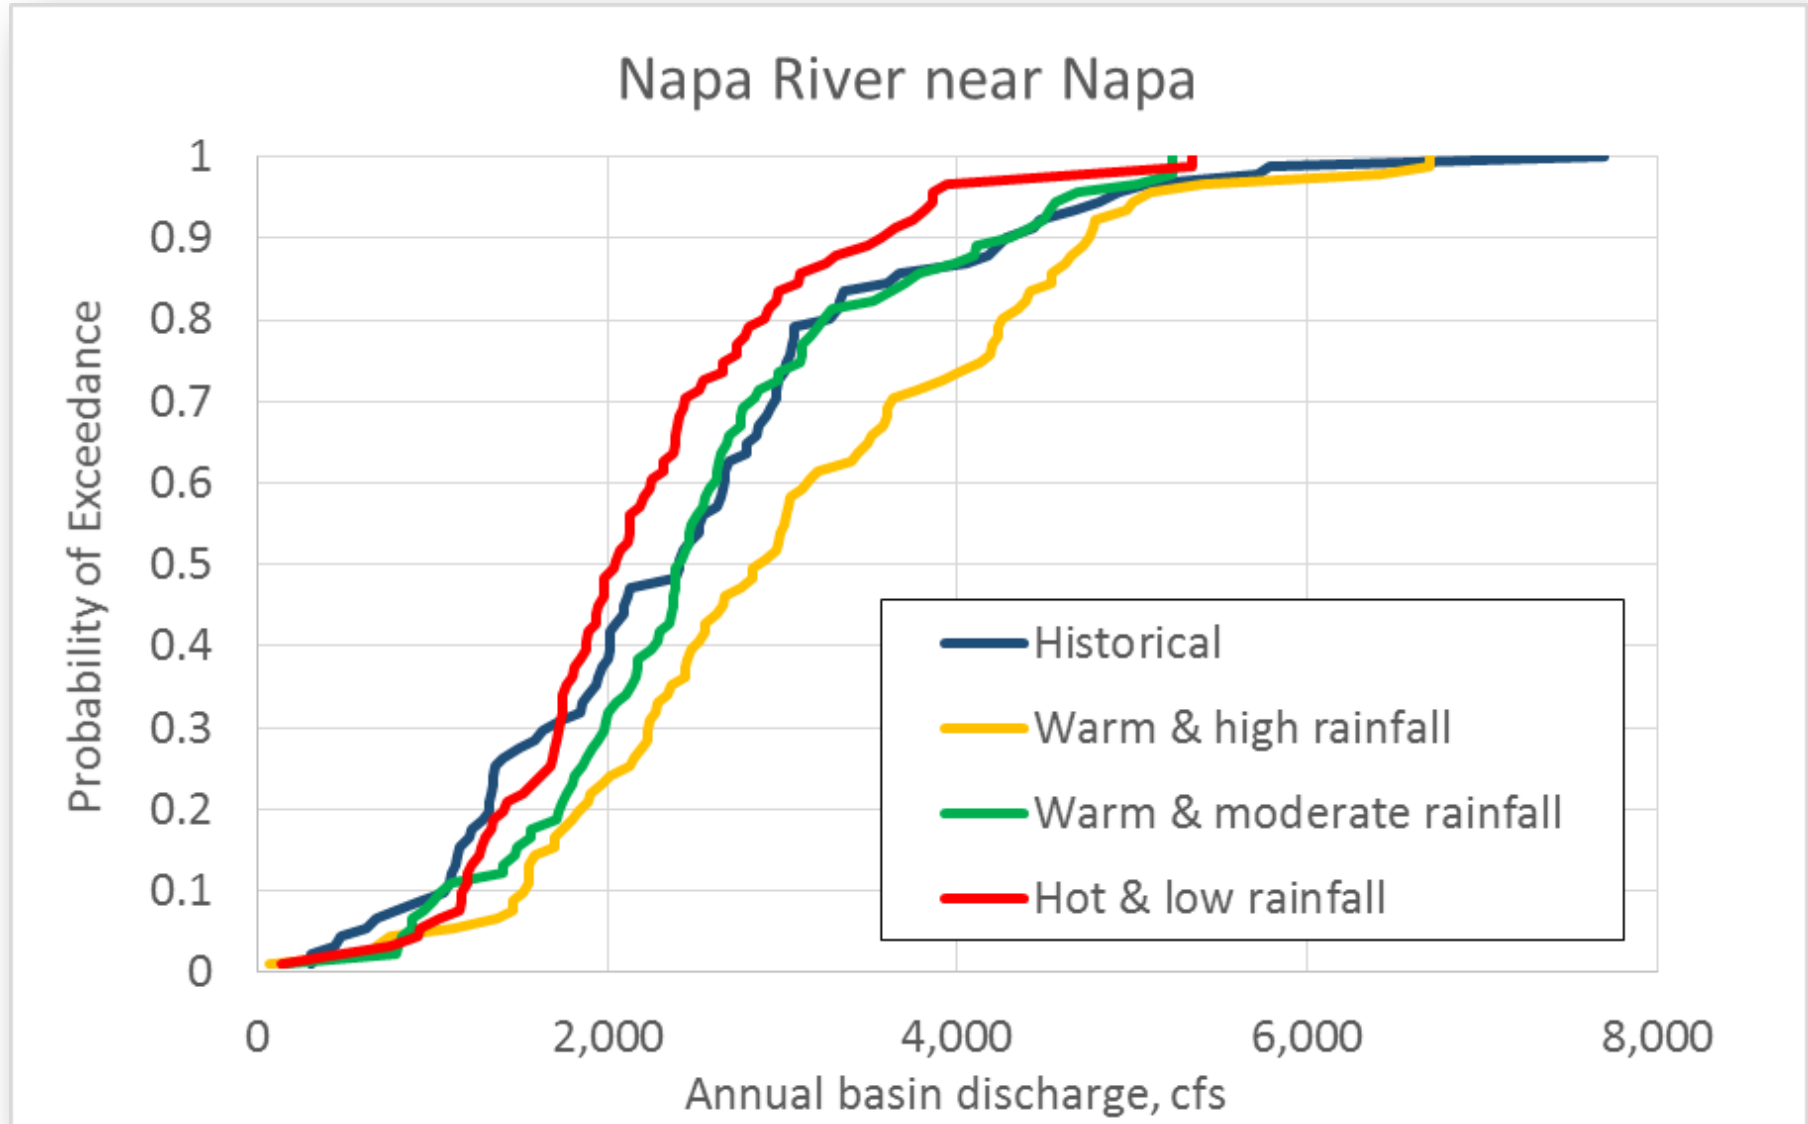 Napa River near Napa
1
0.9
0.8
0.7
0.6
0.5
0.4
0.3
0.2
0.1
0
Probability of Exceedance
Historical
Warm & high rainfall
Warm & moderate rainfall
Hot & low rainfall
0 2,000 4,000 6,000 8,000
Annual basin discharge, cfs